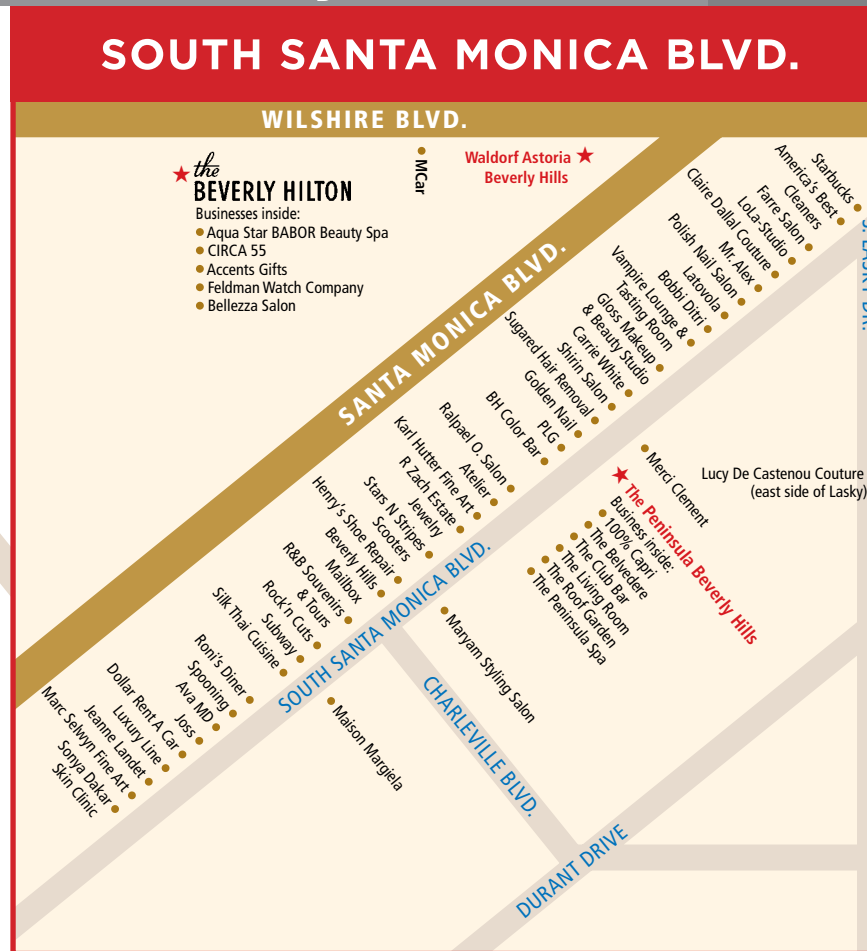 SOUTH SANTA MONICA BLVD.
WILSHIRE BLVD.
the
BEVERLY HILTON
Businesses inside:
Aqua Star BABOR Beauty Spa
CIRCA 55
Accents Gifts
Feldman Watch Company
Bellezza Salon
MCar
Waldorf Astoria
Beverly Hills
SANTA MONICA BLVD.
Starbucks
America's Best
Cleaners
Farre Salon
LoLa-Studio
Claire Dallal Couture
Mr. Alex
Polish Nail Salon
Latovola
Bobbi Ditri
Vampire Lounge &
Tasting Room
Gloss Makeup
& Beauty Studio
Carrie White
Shirin Salon
Sugared Hair Removal
Golden Nail
PLG
BH Color Bar
Ralpael O. Salon
Atelier
Karl Hutter Fine Art
R Zach Estate
Jewelry
Stars N Stripes
Scooters
Henry's Shoe Repair
Beverly Hills
Mailbox
R&B Souvenirs
& Tours
Rock'n Cuts
Subway
Silk Thai Cuisine
Roni's Diner
Spooning
Ava MD
Joss
Dollar Rent A Car
Luxury Line
Jeanne Landet
Marc Selwyn Fine Art
Sonya Dakar
Skin Clinic
SOUTH SANTA MONICA BLVD.
Merci Clement
Lucy De Castenou Couture
(east side of Lasky)
The Peninsula Beverly Hills
Business inside:
100% Capri
The Belvedere
The Club Bar
The Living Room
The Roof Garden
The Peninsula Spa
Maryam Styling Salon
Maison Margiela
CHARLEVILLE BLVD.
DURANT DRIVE